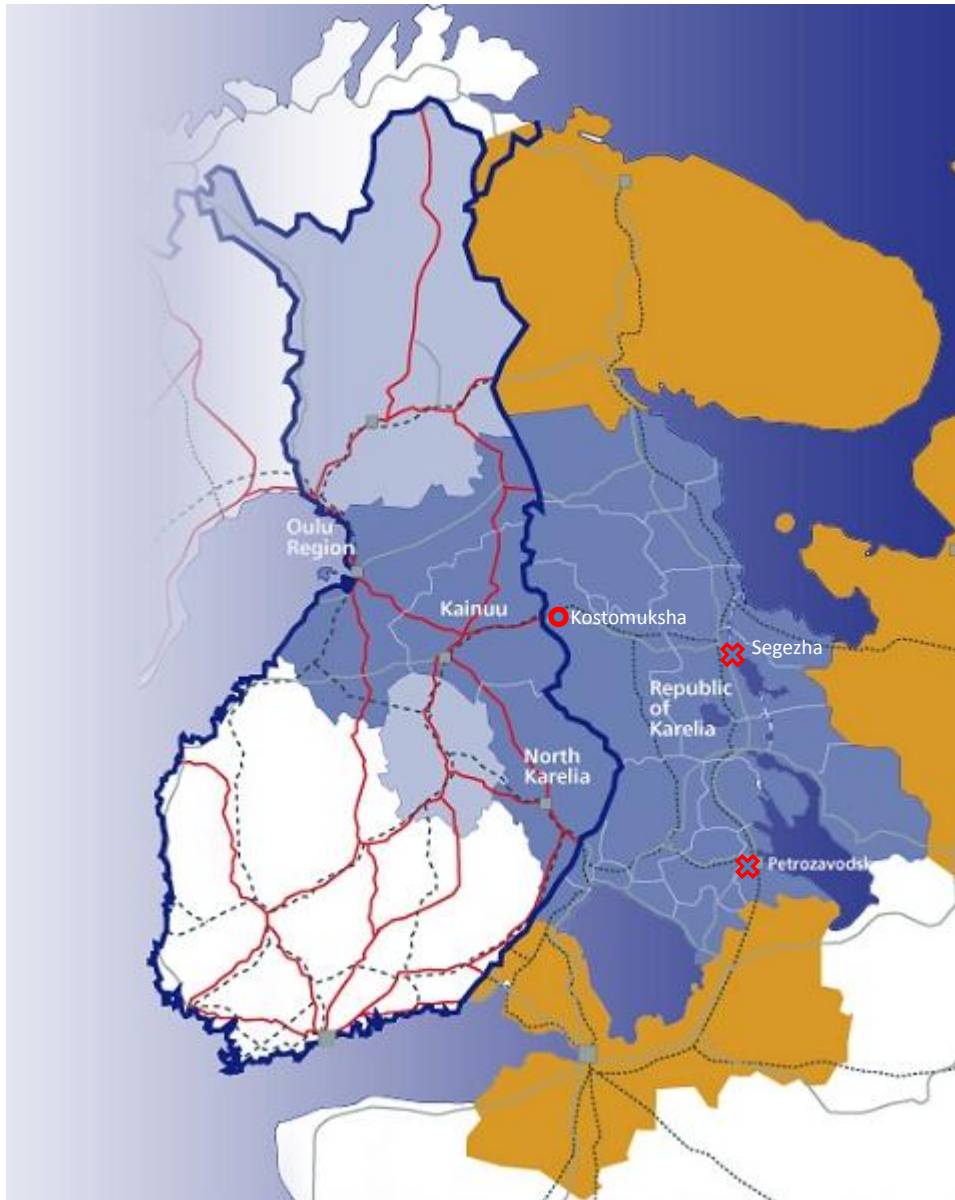 Oulu
Region
Kainuu
Kostomuksha
Segezha
Republic
of
Karelia
North
Karelia
Petrozavodsk